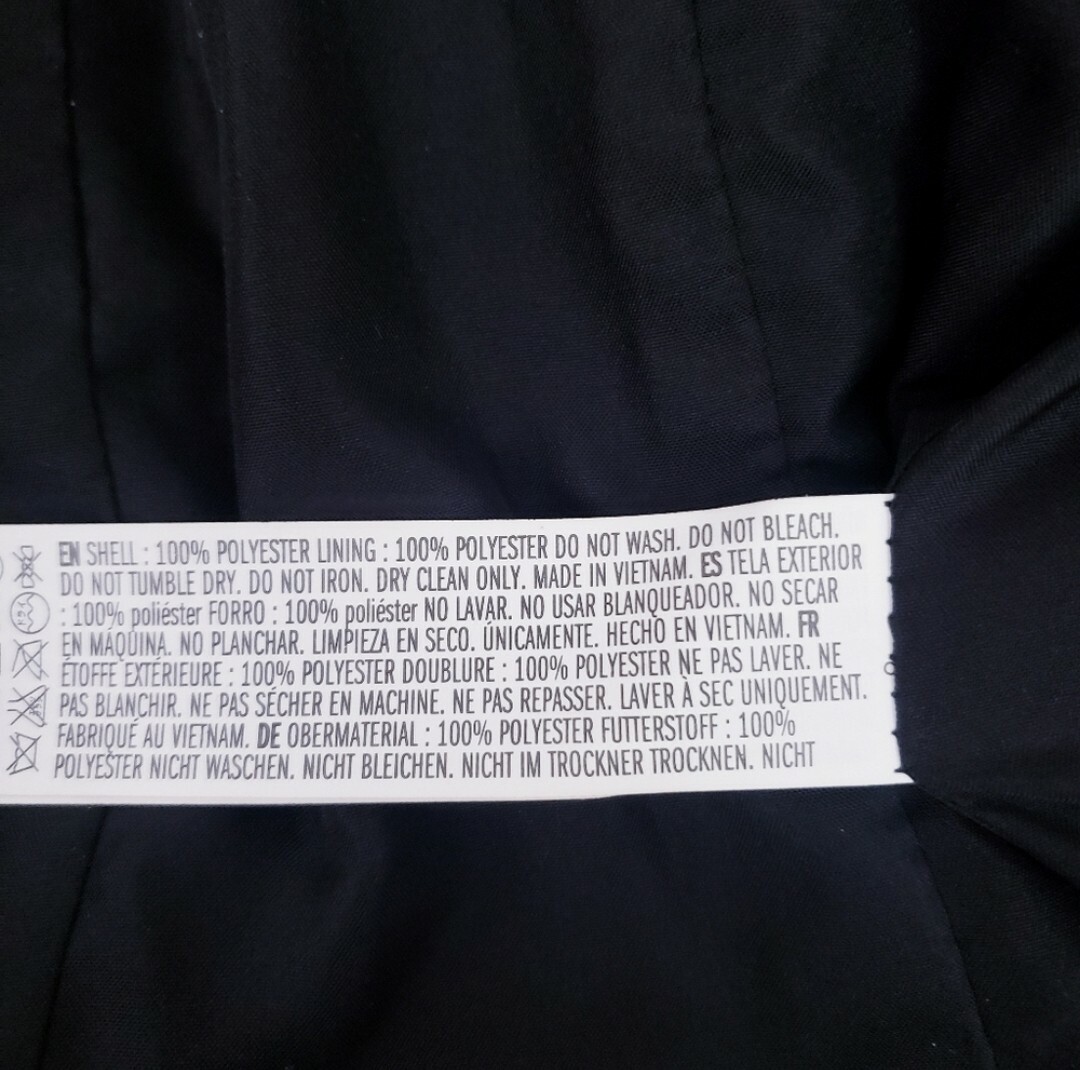 EN SHELL : 100% POLYESTER LINING : 100% POLYESTER DO NOT WASH. DO NOT BLEACH.
DO NOT TUMBLE DRY. DO NOT IRON. DRY CLEAN ONLY. MADE IN VIETNAM. ES TELA EXTERIOR
: 100% poliéster FORRO : 100% poliéster NO LAVAR. NO USAR BLANQUEADOR. NO SECAR
EN MÁQUINA. NO PLANCHAR. LIMPIEZA EN SECO. ÚNICAMENTE. HECHO EN VIETNAM. FR
ÉTOFFE EXTÉRIEURE : 100% POLYESTER DOUBLURE : 100% POLYESTER NE PAS LAVER. NE
PAS BLANCHIR. NE PAS SÉCHER EN MACHINE. NE PAS REPASSER. LAVER À SEC UNIQUEMENT.
FABRIQUÉ AU VIETNAM. DE OBERMATERIAL : 100% POLYESTER FUTTERSTOFF : 100%
POLYESTER NICHT WASCHEN. NICHT BLEICHEN. NICHT IM TROCKNER TROCKNEN. NICHT